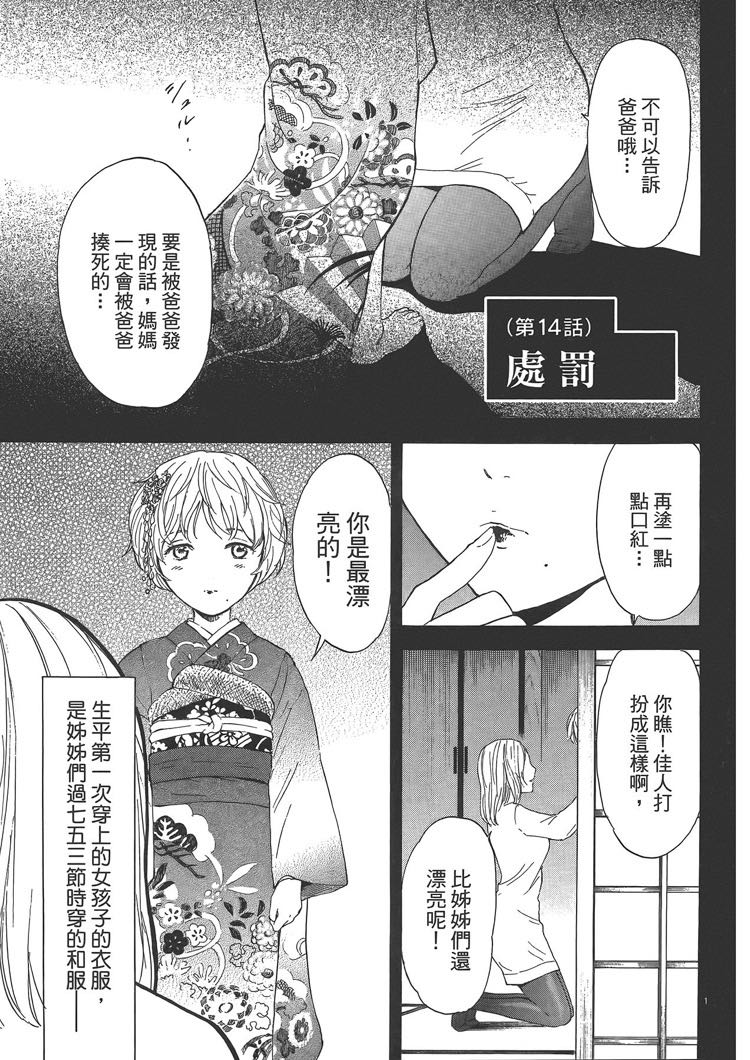 不可以告訴
爸爸哦…
要是被爸爸發
現的話，媽媽
一定會被爸爸
揍死的…
（第14話）
處罰
再塗一點
點口紅…
你瞧！佳人打
扮成這樣啊，
比姊姊們還
漂亮呢！
你是最漂
亮的！
生平第一次穿上的女孩子的衣服，
是姊姊們過七五三節時穿的和服——
1